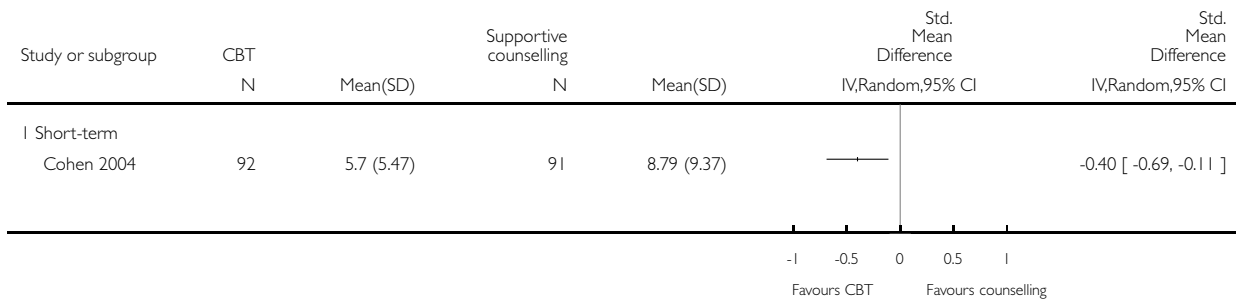 Study or subgroup CBT Supportive counselling Std. Mean Difference Std. Mean Difference
N Mean(SD) N Mean(SD) IV,Random,95% CI IV,Random,95% CI
1 Short-term
Cohen 2004 92 5.7 (5.47) 91 8.79 (9.37) -0.40 [ -0.69, -0.11 ]
-1 -0.5 0 0.5 1
Favours CBT Favours counselling